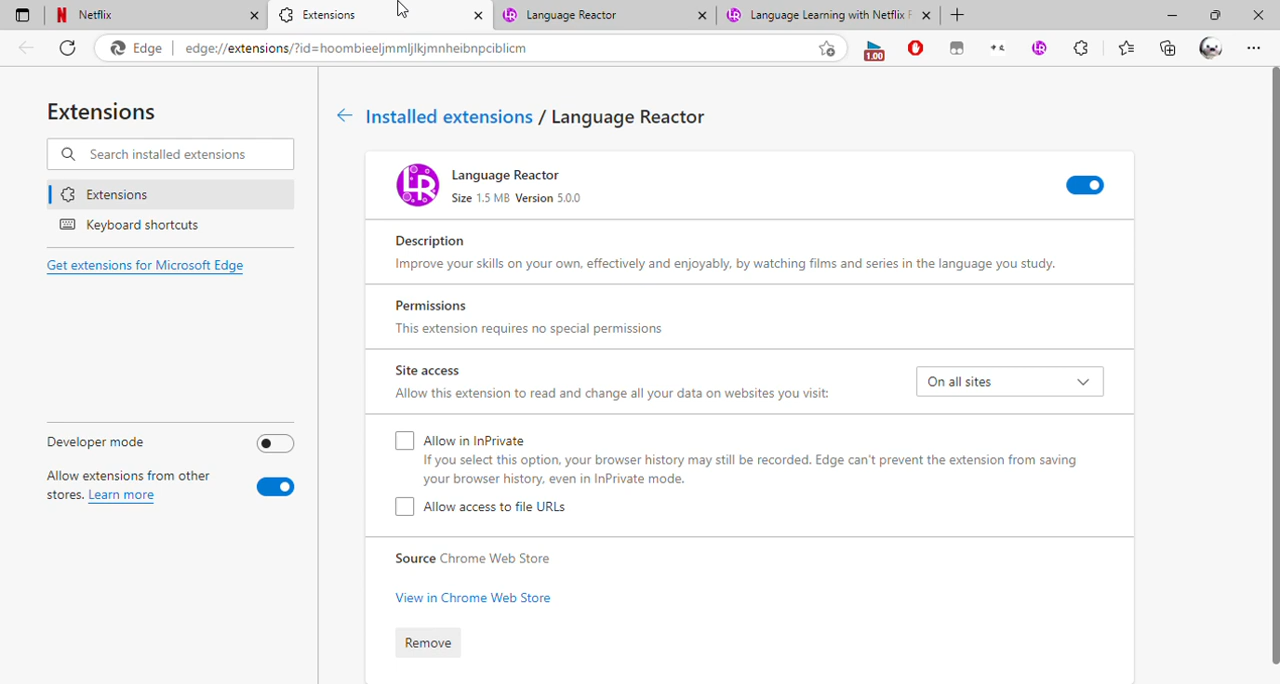 Netflix
Extensions
Language Reactor
Language Learning with Netflix
Edge
edge://extensions/?id=hoombieeljmmljlkjmnheibnpciblicm
1.00
Extensions
Search installed extensions
Extensions
Keyboard shortcuts
Get extensions for Microsoft Edge
Developer mode
Allow extensions from other
stores. Learn more
Installed extensions / Language Reactor
LR
Language Reactor
Size 1.5 MB Version 5.0.0
Description
Improve your skills on your own, effectively and enjoyably, by watching films and series in the language you study.
Permissions
This extension requires no special permissions
Site access
Allow this extension to read and change all your data on websites you visit:
On all sites
Allow in InPrivate
If you select this option, your browser history may still be recorded. Edge can't prevent the extension from saving
your browser history, even in InPrivate mode.
Allow access to file URLs
Source Chrome Web Store
View in Chrome Web Store
Remove